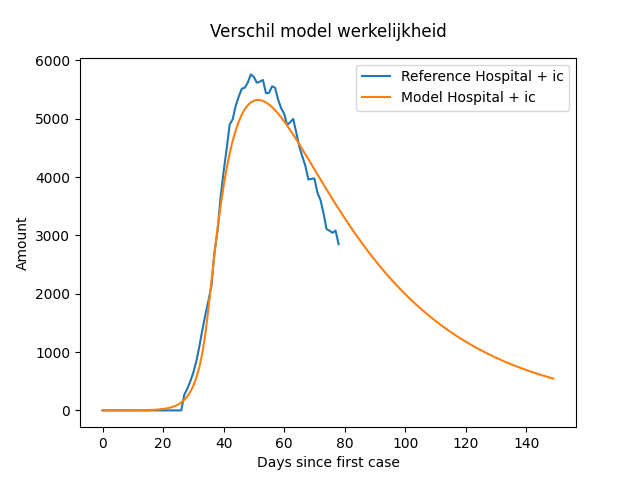 Verschil model werkelijkheid
Reference Hospital + ic
Model Hospital + ic
Amount
6000
5000
4000
3000
2000
1000
0
0 20 40 60 80 100 120 140
Days since first case